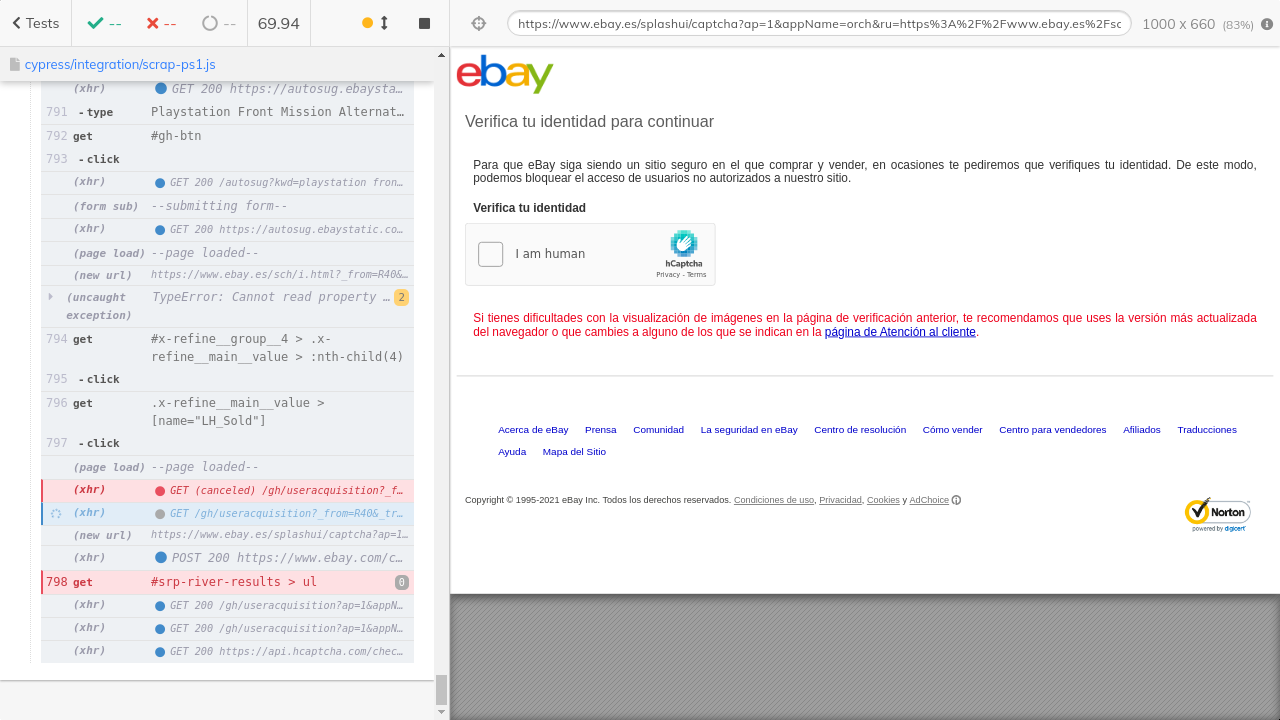 Tests
--
--
--
69.94
https://www.ebay.es/splashui/captcha?ap=1&appName=orch&ru=https%3A%2F%2Fwww.ebay.es%2Fsc
1000 x 660 (83%)
cypress/integration/scrap-ps1.js
(xhr) GET 200 https://autosug.ebaysta…
791 -type Playstation Front Mission Alternat…
792 get #gh-btn
793 -click
(xhr) GET 200 /autosug?kwd=playstation fron…
(form sub) --submitting form--
(xhr) GET 200 https://autosug.ebaystatic.co…
(page load) --page loaded--
(new url) https://www.ebay.es/sch/i.html?_from=R40&…
(uncaught exception) TypeError: Cannot read property … 2
794 get #x-refine__group__4 > .x-
refine__main__value > :nth-child(4)
795 -click
796 get .x-refine__main__value >
[name="LH_Sold"]
797 -click
(page load) --page loaded--
(xhr) GET (canceled) /gh/useracquisition?_f…
(xhr) GET /gh/useracquisition?_from=R40&_tr…
(new url) https://www.ebay.es/splashui/captcha?ap=1…
(xhr) POST 200 https://www.ebay.com/c…
798 get #srp-river-results > ul 0
(xhr) GET 200 /gh/useracquisition?ap=1&appN…
(xhr) GET 200 /gh/useracquisition?ap=1&appN…
(xhr) GET 200 https://api.hcaptcha.com/chec…
ebay
Verifica tu identidad para continuar
Para que eBay siga siendo un sitio seguro en el que comprar y vender, en ocasiones te pediremos que verifiques tu identidad. De este modo,
podemos bloquear el acceso de usuarios no autorizados a nuestro sitio.
Verifica tu identidad
I am human
hCaptcha
Privacy - Terms
Si tienes dificultades con la visualización de imágenes en la página de verificación anterior, te recomendamos que uses la versión más actualizada
del navegador o que cambies a alguno de los que se indican en la página de Atención al cliente.
Acerca de eBay Prensa Comunidad La seguridad en eBay Centro de resolución Cómo vender Centro para vendedores Afiliados Traducciones
Ayuda Mapa del Sitio
Copyright © 1995-2021 eBay Inc. Todos los derechos reservados. Condiciones de uso, Privacidad, Cookies y AdChoice
Norton
powered by digicert